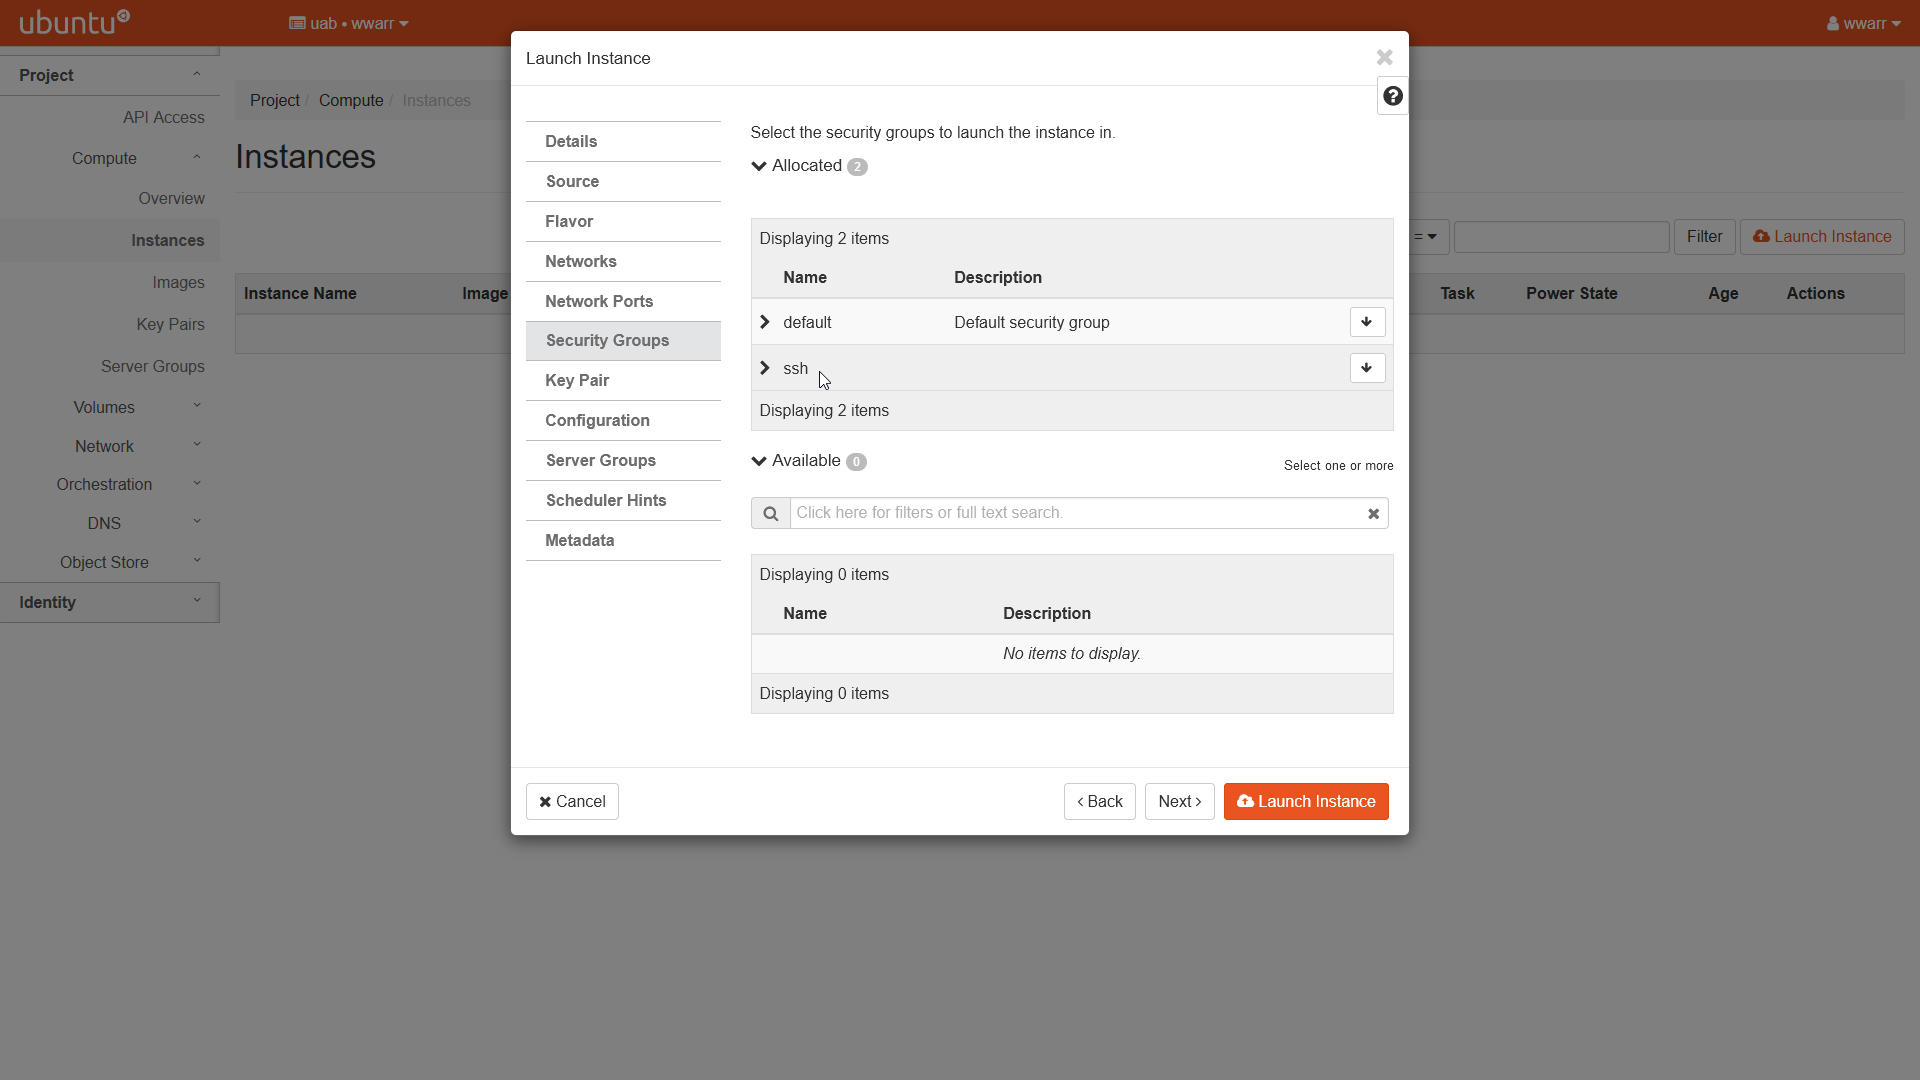 ubuntu
uab • wwarr
wwarr
Project
API Access
Compute
Overview
Instances
Images
Key Pairs
Server Groups
Volumes
Network
Orchestration
DNS
Object Store
Identity
Project / Compute / Instances
Instances
= Filter Launch Instance
Instance Name Image Task Power State Age Actions
Launch Instance
Details
Source
Flavor
Networks
Network Ports
Security Groups
Key Pair
Configuration
Server Groups
Scheduler Hints
Metadata
Select the security groups to launch the instance in.
Allocated 2
Displaying 2 items
Name Description
default Default security group
ssh
Displaying 2 items
Available 0
Select one or more
Click here for filters or full text search.
Displaying 0 items
Name Description
No items to display.
Displaying 0 items
Cancel
‹ Back
Next ›
Launch Instance